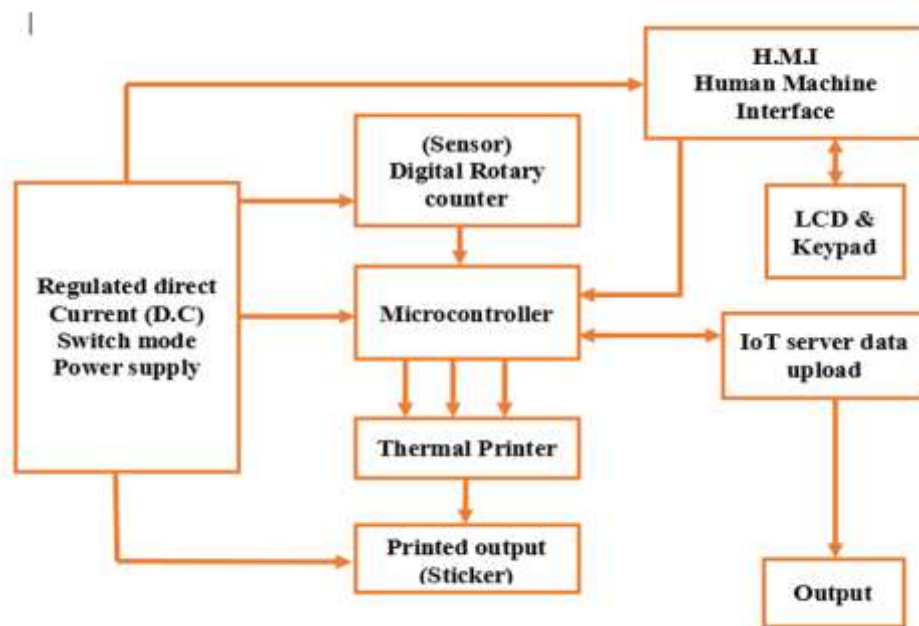 H.M.I
Human Machine
Interface
(Sensor)
Digital Rotary
counter
LCD &
Keypad
Regulated direct
Current (D.C)
Switch mode
Power supply
Microcontroller
IoT server data
upload
Thermal Printer
Printed output
(Sticker)
Output